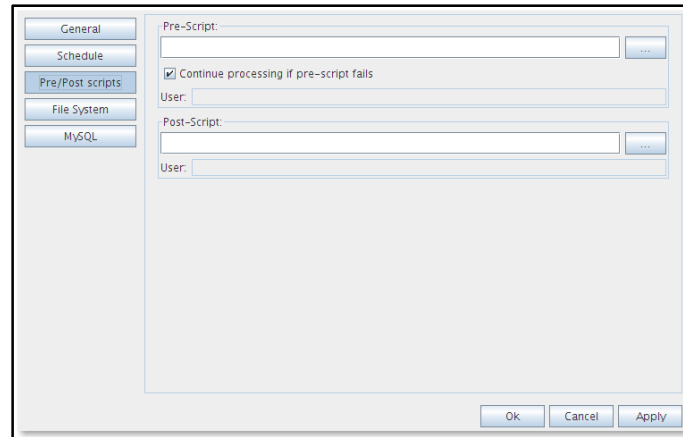 General
Schedule
Pre/Post scripts
File System
MySQL
Pre-Script:
...
Continue processing if pre-script fails
User:
Post-Script:
...
User:
Ok
Cancel
Apply